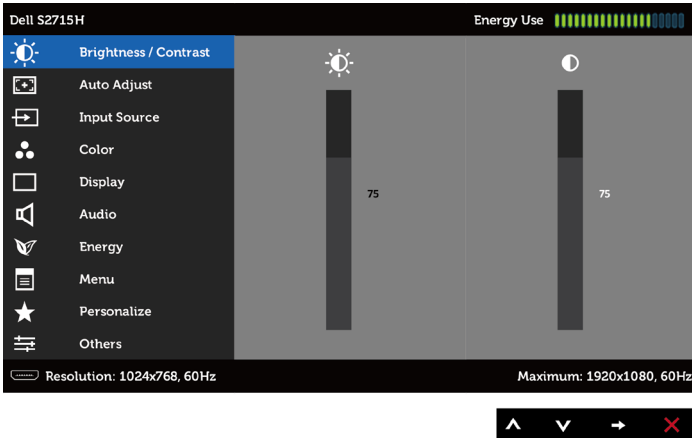 Dell S2715H
Energy Use
Brightness / Contrast
Auto Adjust
Input Source
Color
Display
Audio
Energy
Menu
Personalize
Others
75
75
Resolution: 1024x768, 60Hz
Maximum: 1920x1080, 60Hz